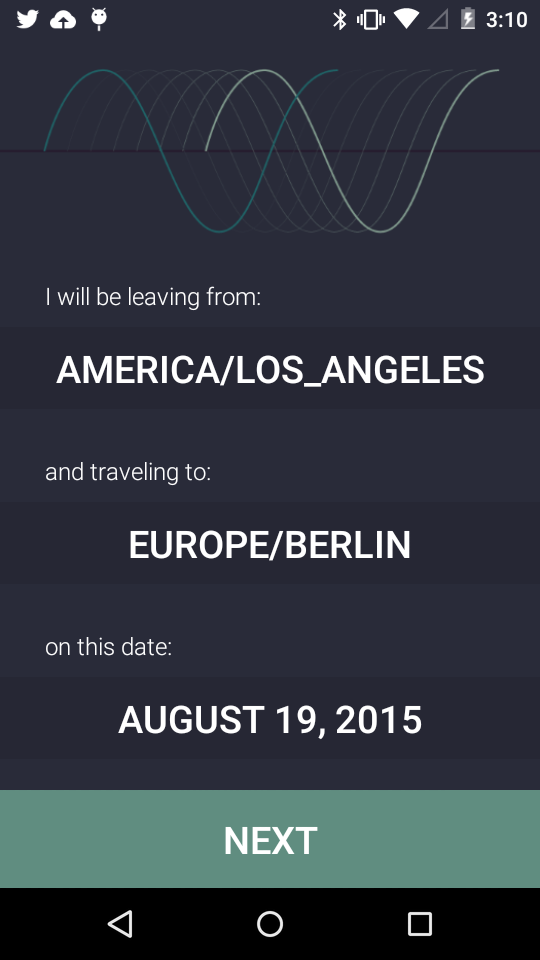 3:10
I will be leaving from:
AMERICA/LOS_ANGELES
and traveling to:
EUROPE/BERLIN
on this date:
AUGUST 19, 2015
NEXT